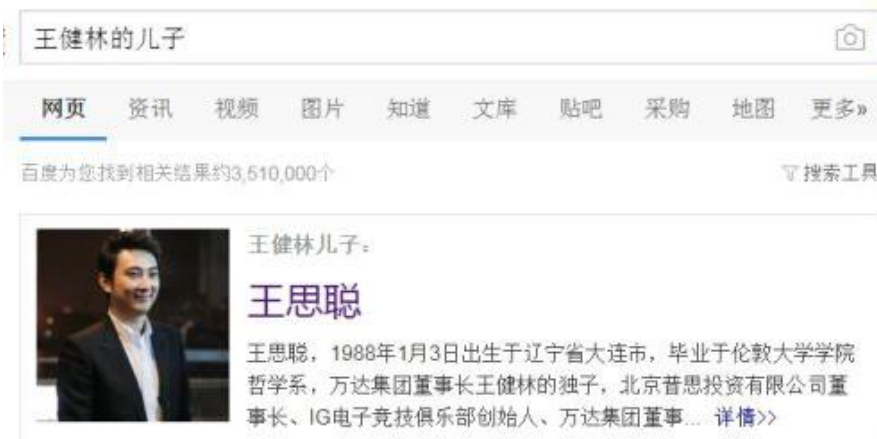 王健林的儿子
网页 资讯 视频 图片 知道 文库 贴吧 采购 地图 更多»
百度为您找到相关结果约3,510,000个 搜索工具
王健林儿子：
王思聪
王思聪，1988年1月3日出生于辽宁省大连市，毕业于伦敦大学学院
哲学系，万达集团董事长王健林的独子，北京普思投资有限公司董
事长、IG电子竞技俱乐部创始人、万达集团董事... 详情>>